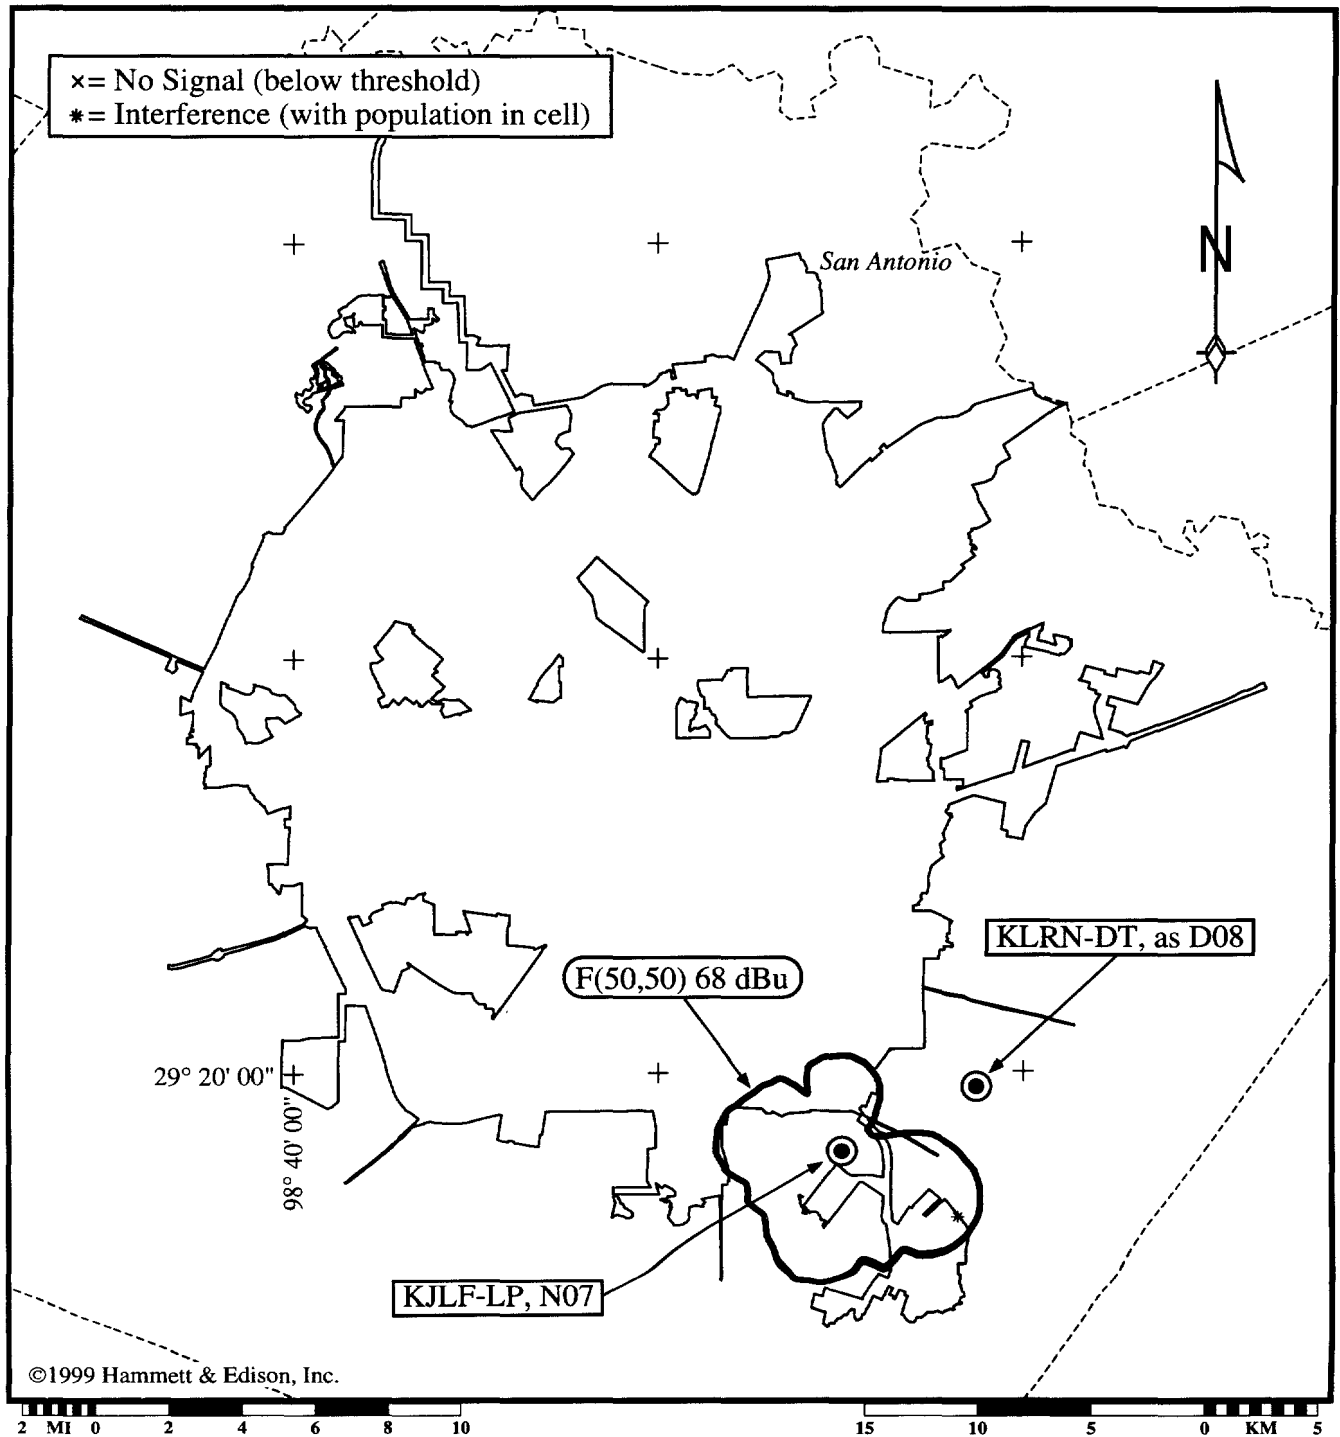 ×= No Signal (below threshold)
*= Interference (with population in cell)
N
San Antonio
KLRN-DT, as D08
F(50,50) 68 dBu
29° 20' 00"
98° 40' 00"
KJLF-LP, N07
©1999 Hammett & Edison, Inc.
2 MI 0 2 4 6 8 10 15 10 5 0 KM 5